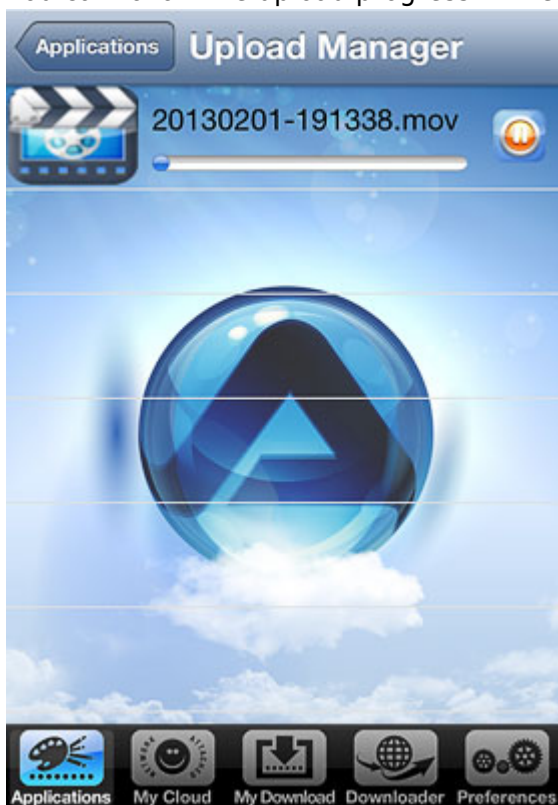 Applications
Upload Manager
20130201-191338.mov
Applications My Cloud My Download Downloader Preferences